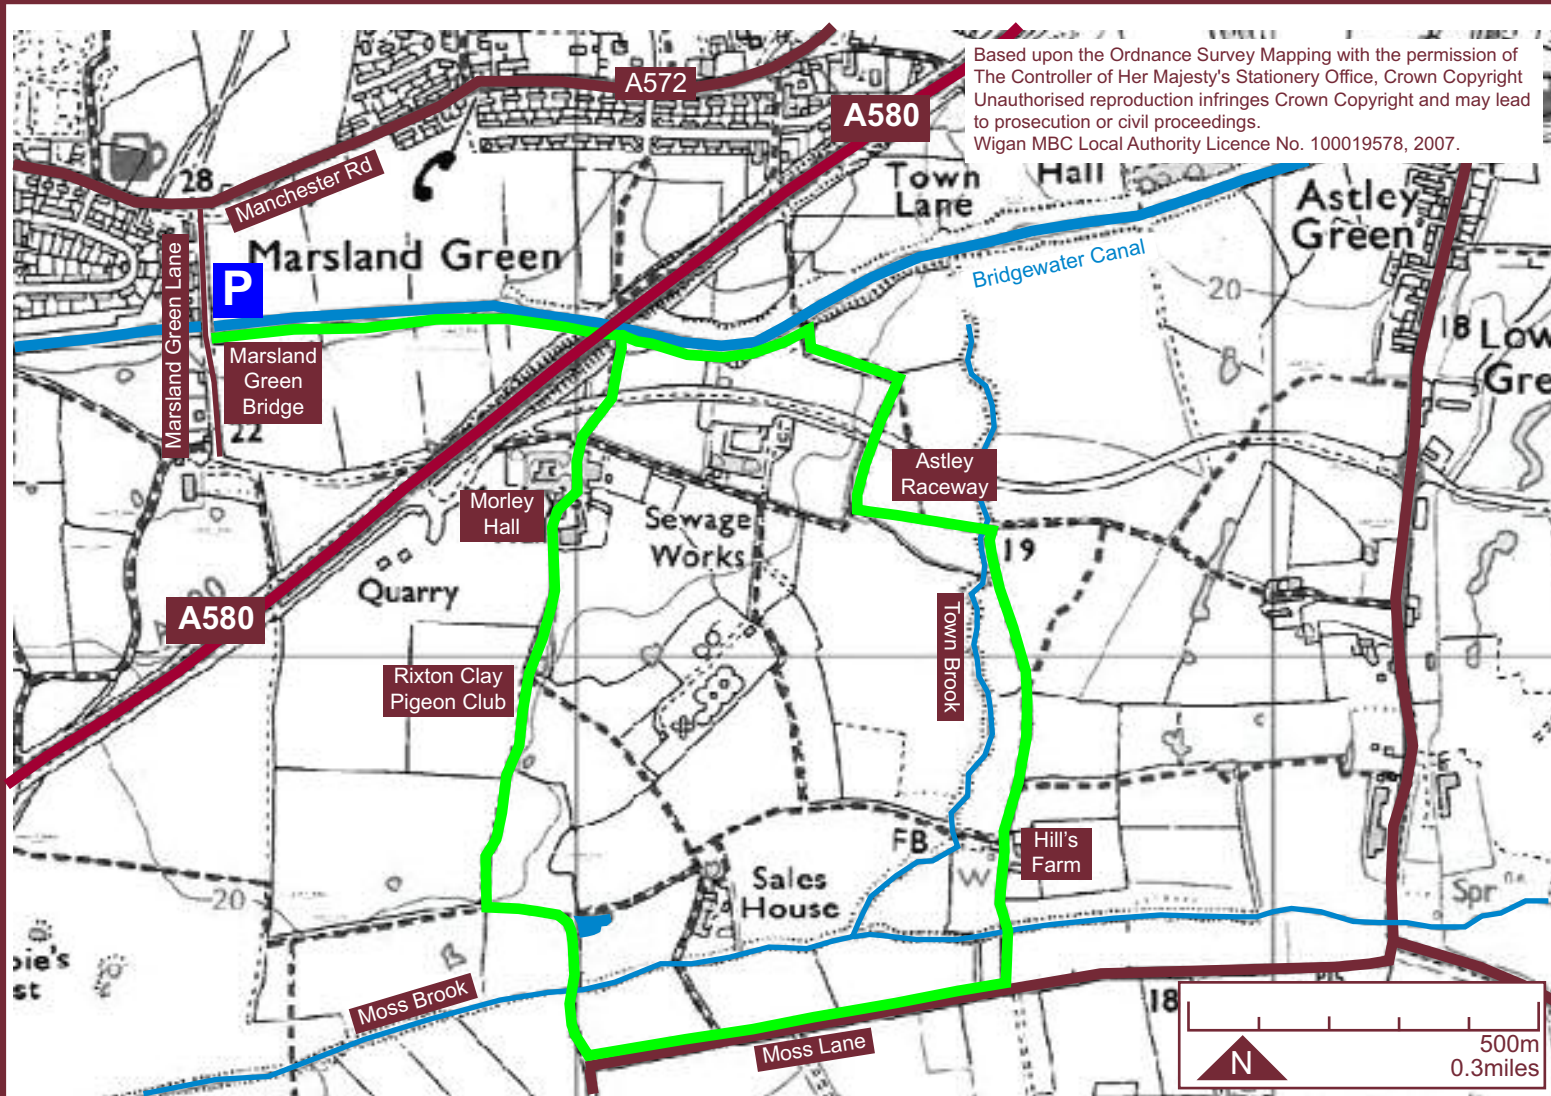 Based upon the Ordnance Survey Mapping with the permission of
The Controller of Her Majesty's Stationery Office, Crown Copyright
Unauthorised reproduction infringes Crown Copyright and may lead
to prosecution or civil proceedings.
Wigan MBC Local Authority Licence No. 100019578, 2007.
A572
A580
28
Manchester Rd
Town
Lane
Hall
Astley
Green
Marsland Green
Marsland Green Lane
P
Bridgewater Canal
20
18
Low
Gre
Marsland
Green
Bridge
22
Astley
Raceway
Morley
Hall
Sewage
Works
19
Quarry
A580
Town Brook
Rixton Clay
Pigeon Club
FB
Hill's
Farm
W
Sales
House
20
Spr
pie's
st
Moss Brook
18
Moss Lane
500m
0.3miles
N